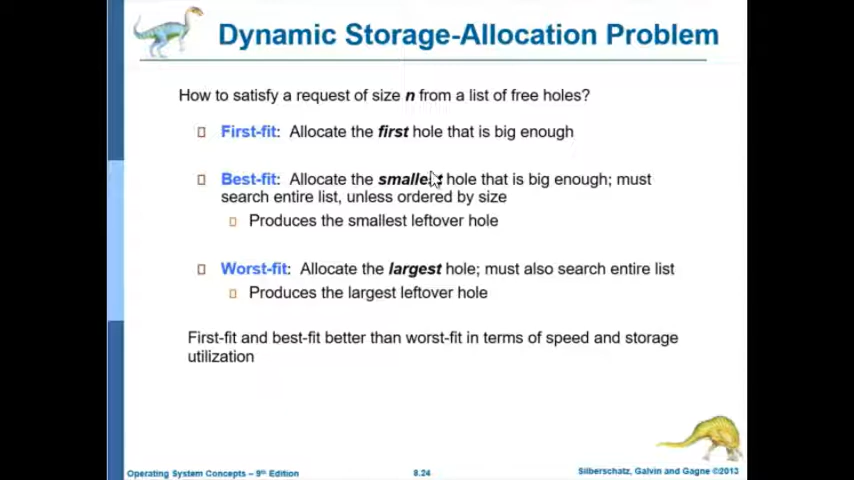 Dynamic Storage-Allocation Problem
How to satisfy a request of size n from a list of free holes?
First-fit: Allocate the first hole that is big enough
Best-fit: Allocate the smallest hole that is big enough; must
search entire list, unless ordered by size
Produces the smallest leftover hole
Worst-fit: Allocate the largest hole; must also search entire list
Produces the largest leftover hole
First-fit and best-fit better than worst-fit in terms of speed and storage
utilization
Operating System Concepts – 9th Edition
8.24
Silberschatz, Galvin and Gagne ©2013